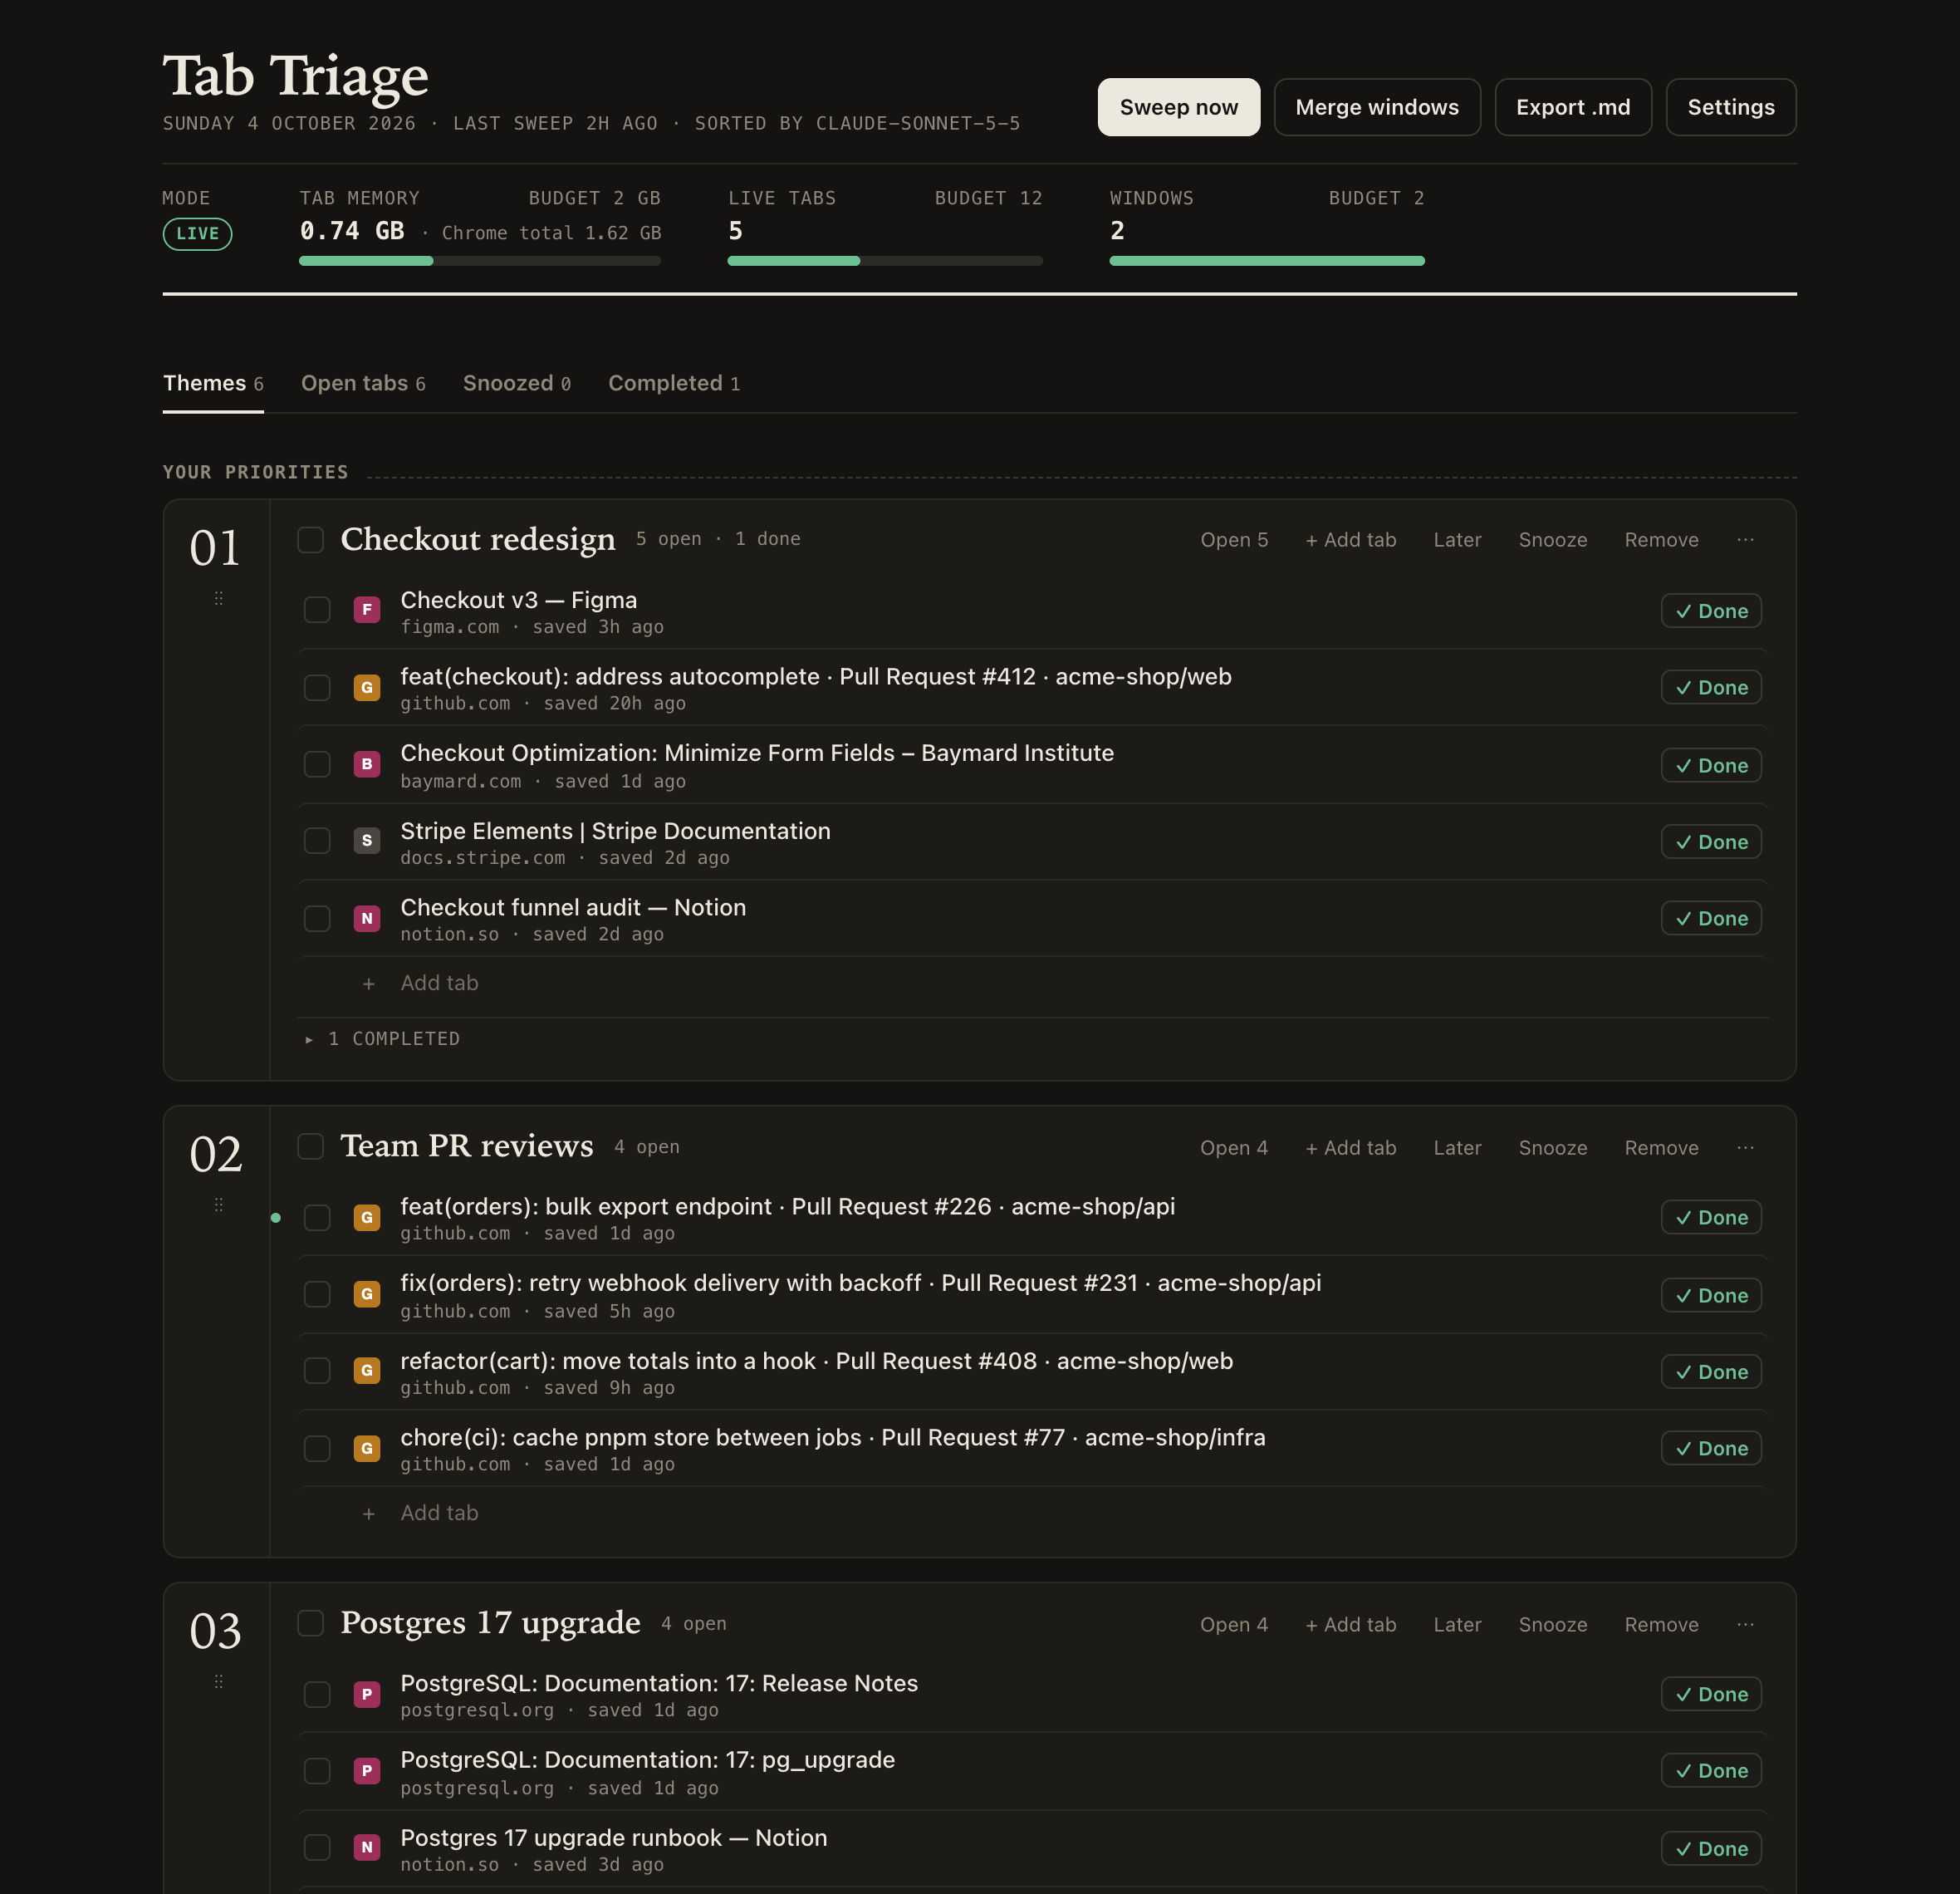 Tab Triage
SUNDAY 4 OCTOBER 2026 · LAST SWEEP 2H AGO · SORTED BY CLAUDE-SONNET-5-5
Sweep now
Merge windows
Export .md
Settings
MODE
LIVE
TAB MEMORY
BUDGET 2 GB
0.74 GB · Chrome total 1.62 GB
LIVE TABS
BUDGET 12
5
WINDOWS
BUDGET 2
2
Themes 6
Open tabs 6
Snoozed 0
Completed 1
YOUR PRIORITIES
01
Checkout redesign 5 open · 1 done
Open 5
+ Add tab
Later
Snooze
Remove
···
F
Checkout v3 — Figma
figma.com · saved 3h ago
✓ Done
G
feat(checkout): address autocomplete · Pull Request #412 · acme-shop/web
github.com · saved 20h ago
✓ Done
B
Checkout Optimization: Minimize Form Fields – Baymard Institute
baymard.com · saved 1d ago
✓ Done
S
Stripe Elements | Stripe Documentation
docs.stripe.com · saved 2d ago
✓ Done
N
Checkout funnel audit — Notion
notion.so · saved 2d ago
✓ Done
+ Add tab
▸ 1 COMPLETED
02
Team PR reviews 4 open
Open 4
+ Add tab
Later
Snooze
Remove
···
G
feat(orders): bulk export endpoint · Pull Request #226 · acme-shop/api
github.com · saved 1d ago
✓ Done
G
fix(orders): retry webhook delivery with backoff · Pull Request #231 · acme-shop/api
github.com · saved 5h ago
✓ Done
G
refactor(cart): move totals into a hook · Pull Request #408 · acme-shop/web
github.com · saved 9h ago
✓ Done
G
chore(ci): cache pnpm store between jobs · Pull Request #77 · acme-shop/infra
github.com · saved 1d ago
✓ Done
+ Add tab
03
Postgres 17 upgrade 4 open
Open 4
+ Add tab
Later
Snooze
Remove
···
P
PostgreSQL: Documentation: 17: Release Notes
postgresql.org · saved 1d ago
✓ Done
P
PostgreSQL: Documentation: 17: pg_upgrade
postgresql.org · saved 1d ago
✓ Done
N
Postgres 17 upgrade runbook — Notion
notion.so · saved 3d ago
✓ Done